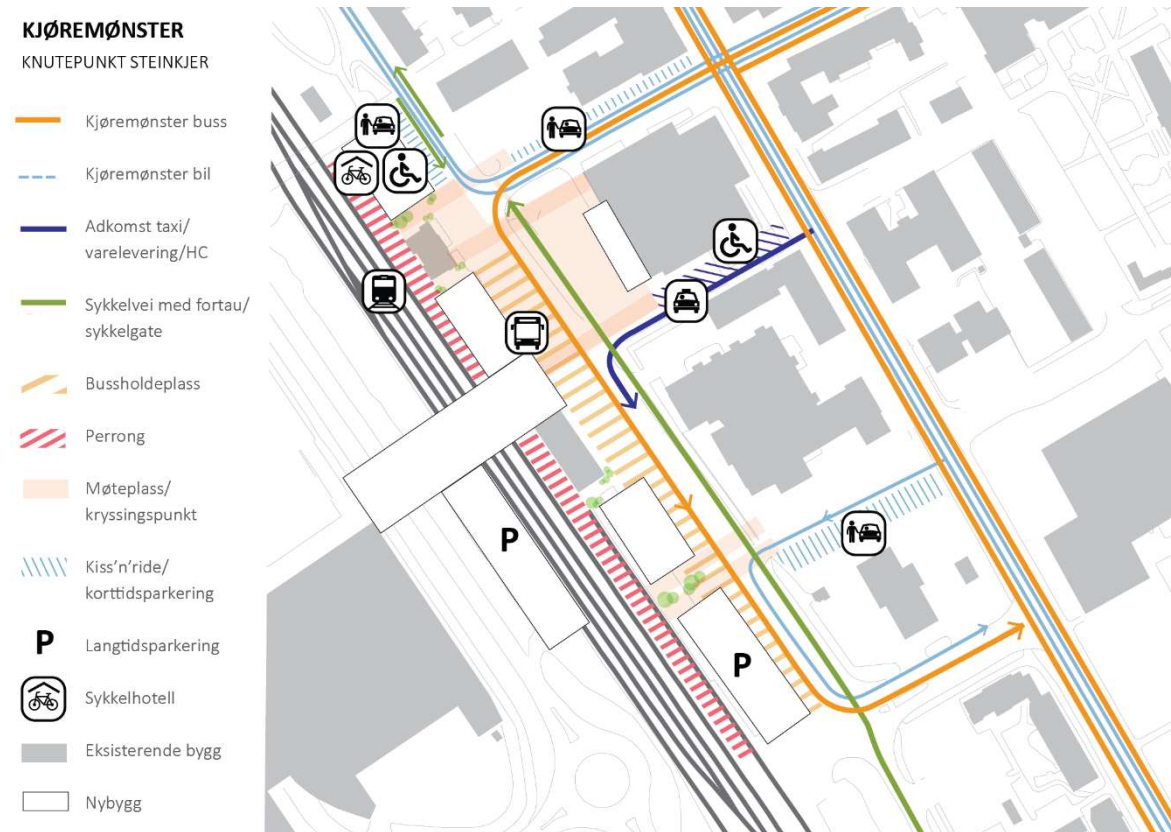 KJØREMØNSTER
KNUTEPUNKT STEINKJER
Kjøremønster buss
Kjøremønster bil
Adkomst taxi/
varelevering/HC
Sykkelvei med fortau/
sykkelgate
Bussholdeplass
Perrong
Møteplass/
kryssingspunkt
Kiss'n'ride/
korttidsparkering
P Langtidsparkering
Sykkelhotell
Eksisterende bygg
Nybygg
P
P